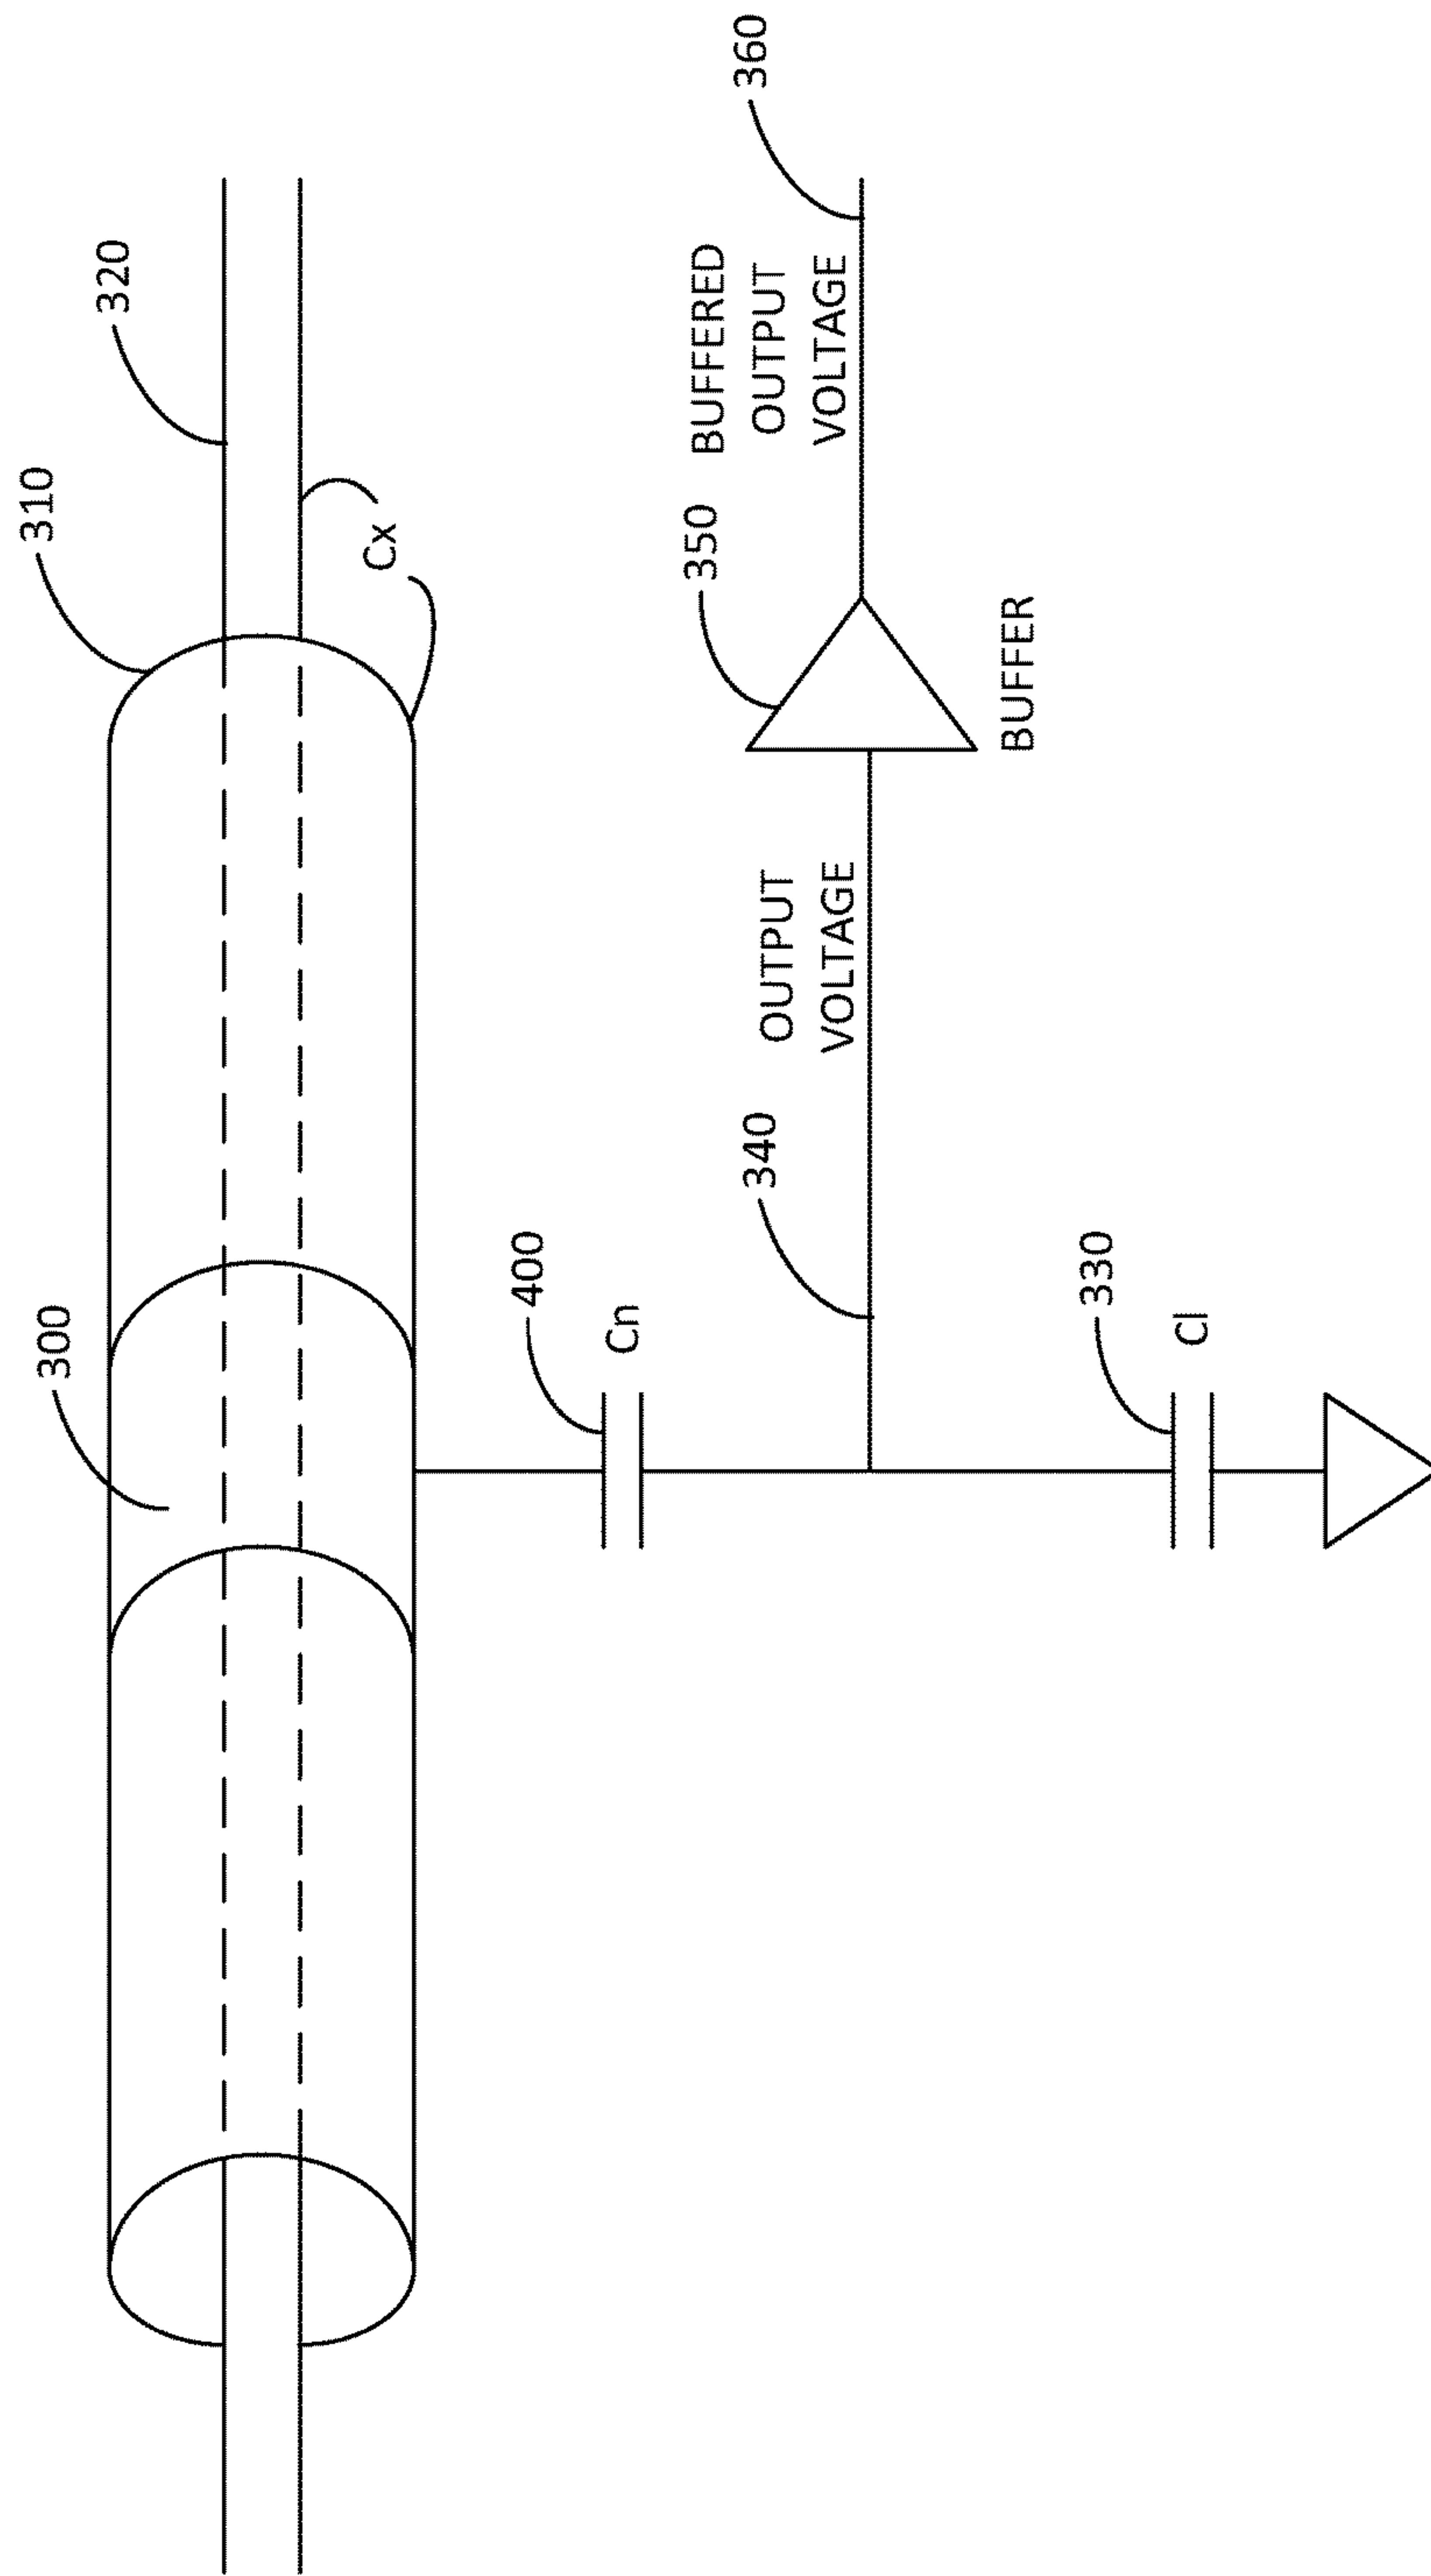 300
310
320
Cx
400
Cn
340
OUTPUT
VOLTAGE
350
BUFFER
BUFFERED
OUTPUT
VOLTAGE
360
330
Cl